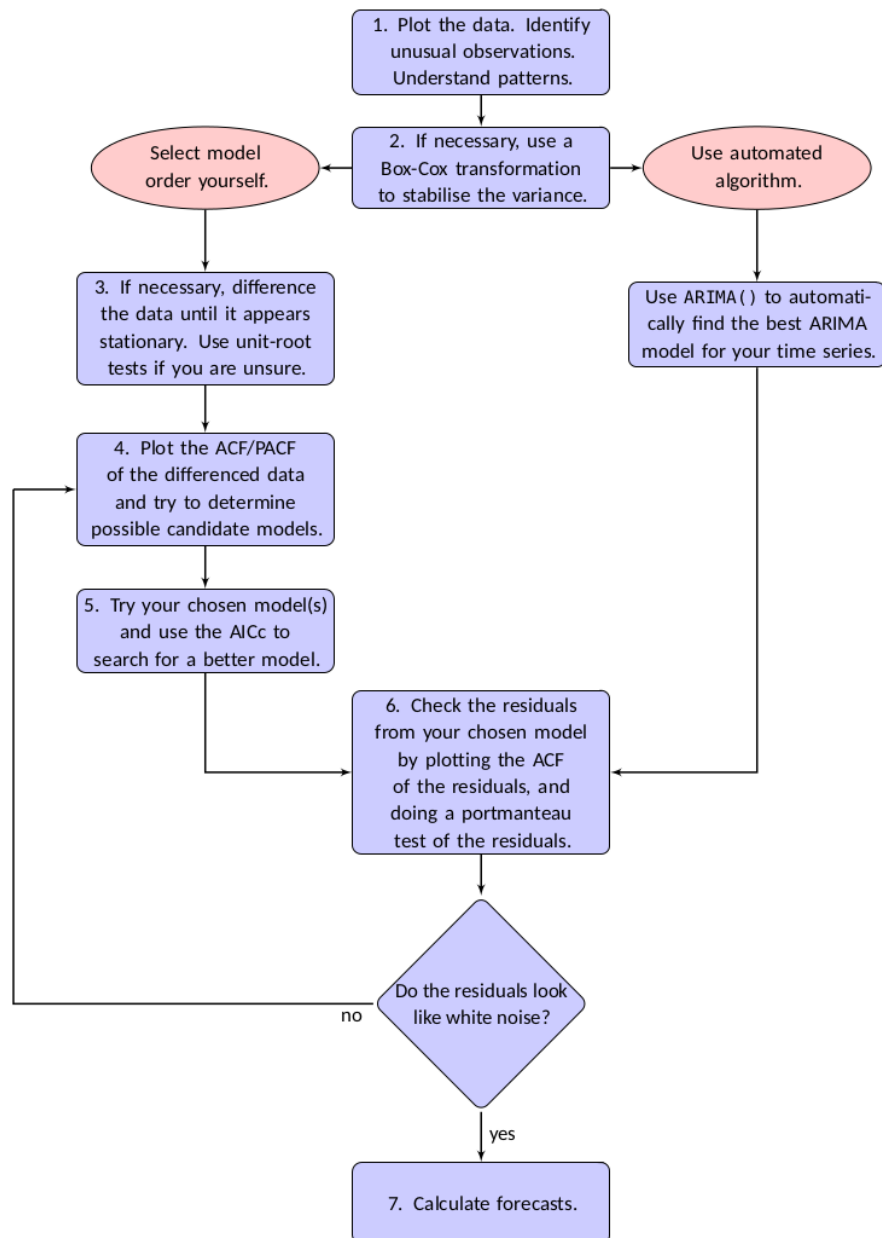 1. Plot the data. Identify
unusual observations.
Understand patterns.
Select model
order yourself.
2. If necessary, use a
Box-Cox transformation
to stabilise the variance.
Use automated
algorithm.
3. If necessary, difference
the data until it appears
stationary. Use unit-root
tests if you are unsure.
Use ARIMA() to automati-
cally find the best ARIMA
model for your time series.
4. Plot the ACF/PACF
of the differenced data
and try to determine
possible candidate models.
5. Try your chosen model(s)
and use the AICc to
search for a better model.
6. Check the residuals
from your chosen model
by plotting the ACF
of the residuals, and
doing a portmanteau
test of the residuals.
Do the residuals look
like white noise?
no
yes
7. Calculate forecasts.